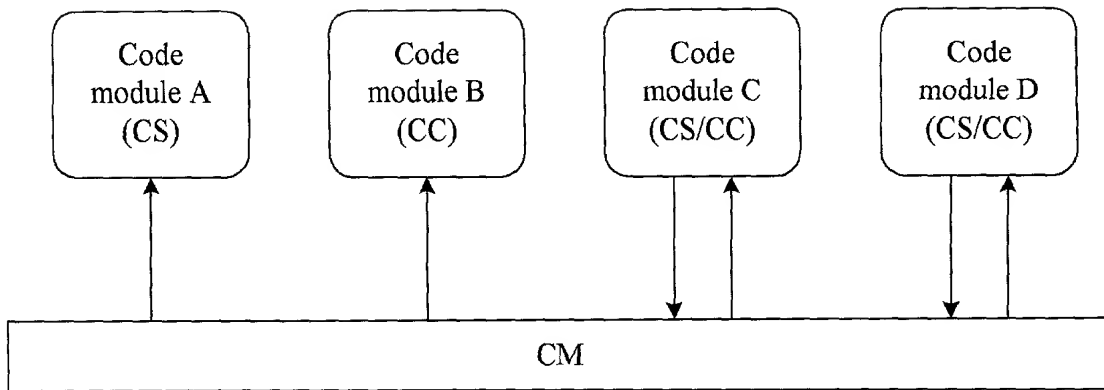 Code
module A
(CS)
Code
module B
(CC)
Code
module C
(CS/CC)
Code
module D
(CS/CC)
CM